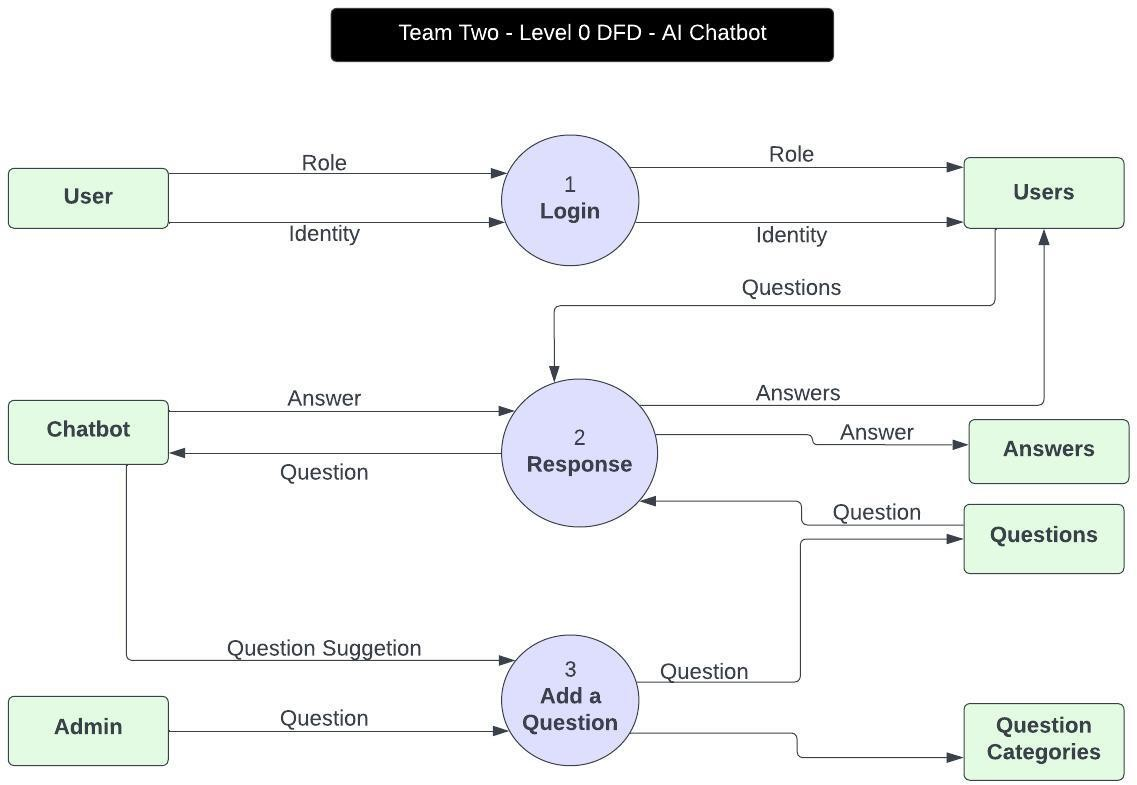 Team Two - Level 0 DFD - AI Chatbot
Role
Role
1
Login
User
Users
Identity
Identity
Questions
Answer
Answers
Chatbot
2
Response
Answer
Answers
Question
Question
Questions
Question Suggetion
3
Add a
Question
Question
Admin
Question
Question
Categories